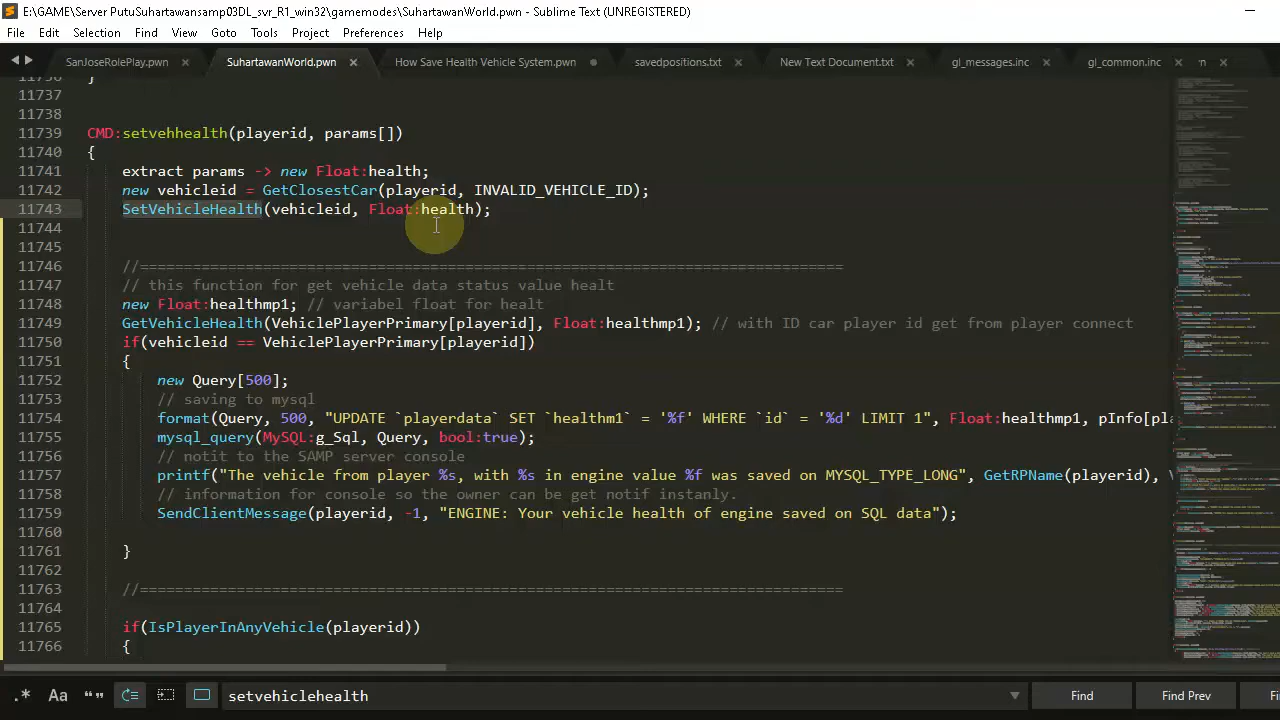 E:\GAME\Server PutuSuhartawansamp03DL_svr_R1_win32\gamemodes\SuhartawanWorld.pwn - Sublime Text (UNREGISTERED)
File Edit Selection Find View Goto Tools Project Preferences Help
SanJoseRolePlay.pwn SuhartawanWorld.pwn How Save Health Vehicle System.pwn savedpositions.txt New Text Document.txt gl_messages.inc gl_common.inc n
11736 }
11737
11738
11739 CMD:setvehhealth(playerid, params[])
11740 {
11741 extract params -> new Float:health;
11742 new vehicleid = GetClosestCar(playerid, INVALID_VEHICLE_ID);
11743 SetVehicleHealth(vehicleid, Float:health);
11744
11745
11746 //================================================================================
11747 // this function for get vehicle data status value healt
11748 new Float:healthmp1; // variabel float for healt
11749 GetVehicleHealth(VehiclePlayerPrimary[playerid], Float:healthmp1); // with ID car player id get from player connect
11750 if(vehicleid == VehiclePlayerPrimary[playerid])
11751 {
11752 new Query[500];
11753 // saving to mysql
11754 format(Query, 500, "UPDATE `playerdata` SET `healthm1` = '%f' WHERE `id` = '%d' LIMIT 1", Float:healthmp1, pInfo[pla
11755 mysql_query(MySQL:g_Sql, Query, bool:true);
11756 // notit to the SAMP server console
11757 printf("The vehicle from player %s, with %s in engine value %f was saved on MYSQL_TYPE_LONG", GetRPName(playerid), V
11758 // information for console so the owner can be get notif instanly.
11759 SendClientMessage(playerid, -1, "ENGINE: Your vehicle health of engine saved on SQL data");
11760
11761 }
11762
11763 //================================================================================
11764
11765 if(IsPlayerInAnyVehicle(playerid))
11766 {
.* Aa “” setvehiclehealth Find Find Prev Fin